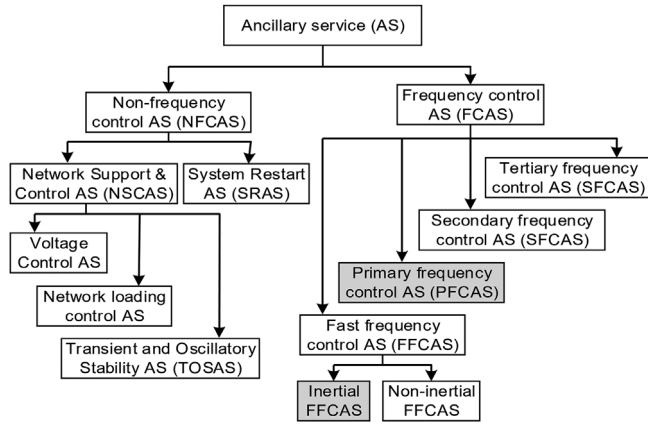 Ancillary service (AS)
Non-frequency
control AS (NFCAS)
Frequency control
AS (FCAS)
Network Support &
Control AS (NSCAS)
System Restart
AS (SRAS)
Tertiary frequency
control AS (SFCAS)
Secondary frequency
control AS (SFCAS)
Voltage
Control AS
Primary frequency
control AS (PFCAS)
Network loading
control AS
Fast frequency
control AS (FFCAS)
Transient and Oscillatory
Stability AS (TOSAS)
Inertial
FFCAS
Non-inertial
FFCAS